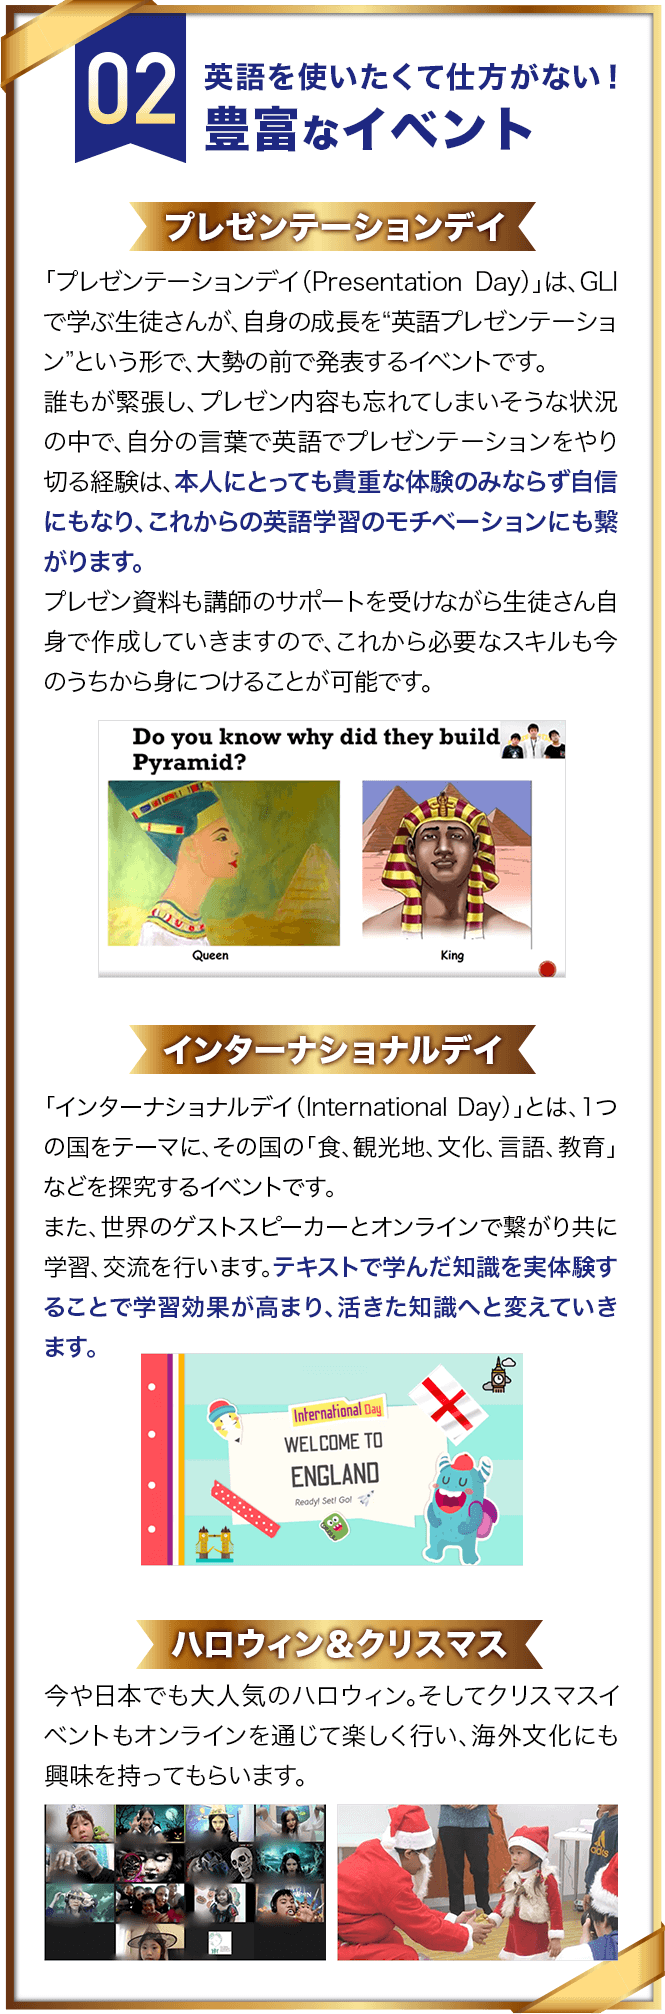 02
英語を使いたくて仕方がない！
豊富なイベント
プレゼンテーションデイ
「プレゼンテーションデイ（Presentation Day）」は、GLI
で学ぶ生徒さんが、自身の成長を“英語プレゼンテーショ
ン”という形で、大勢の前で発表するイベントです。
誰もが緊張し、プレゼン内容も忘れてしまいそうな状況
の中で、自分の言葉で英語でプレゼンテーションをやり
切る経験は、本人にとっても貴重な体験のみならず自信
にもなり、これからの英語学習のモチベーションにも繋
がります。
プレゼン資料も講師のサポートを受けながら生徒さん自
身で作成していきますので、これから必要なスキルも今
のうちから身につけることが可能です。
Do you know why did they build
Pyramid?
Queen
King
インターナショナルデイ
「インターナショナルデイ（International Day）」とは、1つ
の国をテーマに、その国の「食、観光地、文化、言語、教育」
などを探究するイベントです。
また、世界のゲストスピーカーとオンラインで繋がり共に
学習、交流を行います。テキストで学んだ知識を実体験す
ることで学習効果が高まり、活きた知識へと変えていき
ます。
International Day
WELCOME TO
ENGLAND
Ready! Set! Go!
ハロウィン＆クリスマス
今や日本でも大人気のハロウィン。そしてクリスマスイ
ベントもオンラインを通じて楽しく行い、海外文化にも
興味を持ってもらいます。
adidas